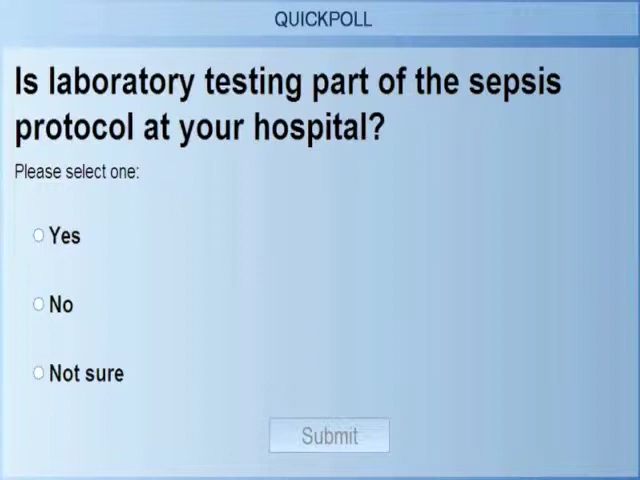 QUICKPOLL
Is laboratory testing part of the sepsis
protocol at your hospital?
Please select one:
Yes
No
Not sure
Submit